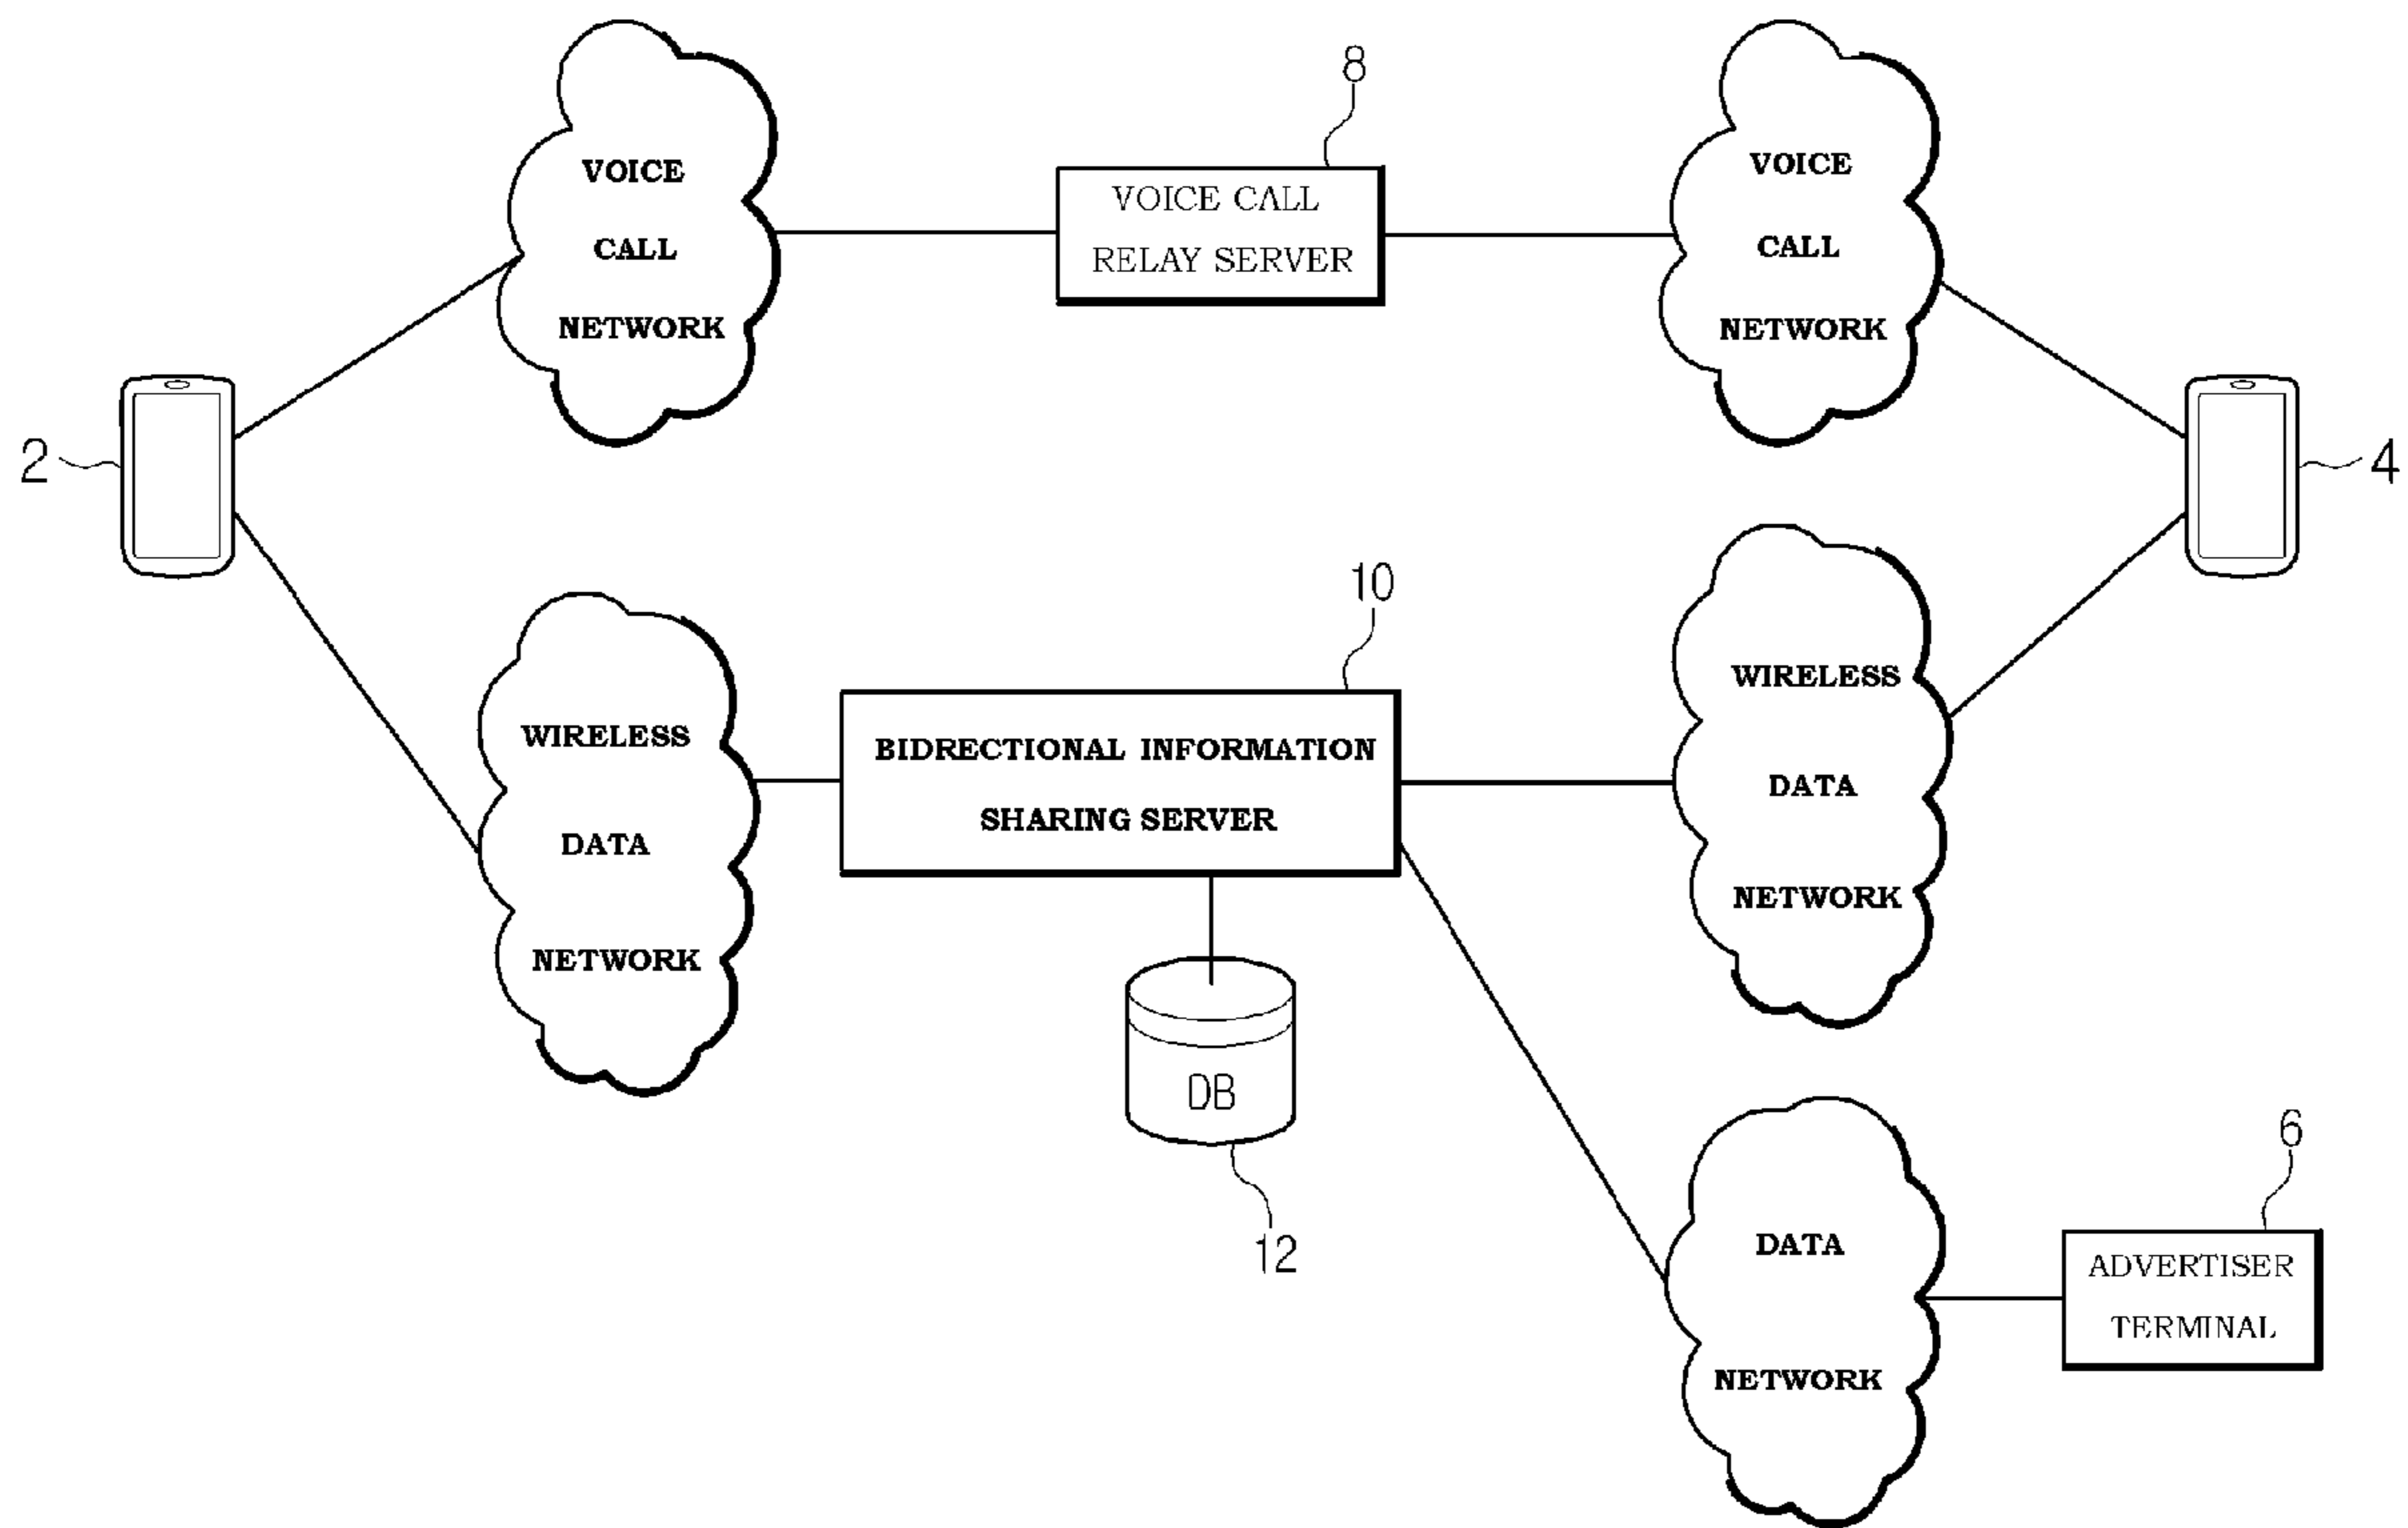 8
VOICE
CALL
NETWORK
VOICE CALL
RELAY SERVER
VOICE
CALL
NETWORK
2
4
10
WIRELESS
DATA
NETWORK
BIDRECTIONAL INFORMATION
SHARING SERVER
WIRELESS
DATA
NETWORK
DB
12
6
DATA
NETWORK
ADVERTISER
TERMINAL